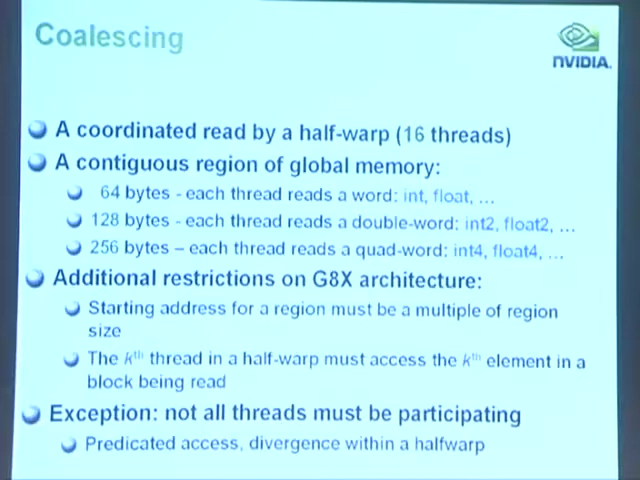 Coalescing
NVIDIA.
A coordinated read by a half-warp (16 threads)
A contiguous region of global memory:
64 bytes - each thread reads a word: int, float, …
128 bytes - each thread reads a double-word: int2, float2, …
256 bytes – each thread reads a quad-word: int4, float4, …
Additional restrictions on G8X architecture:
Starting address for a region must be a multiple of region
size
The kth thread in a half-warp must access the kth element in a
block being read
Exception: not all threads must be participating
Predicated access, divergence within a halfwarp